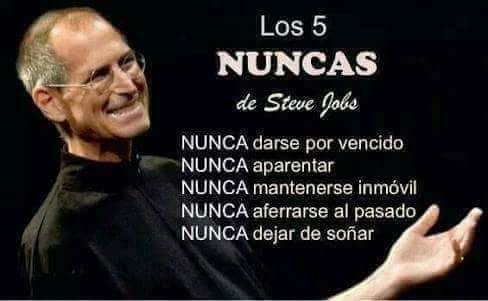 Los 5
NUNCAS
de Steve Jobs
NUNCA darse por vencido
NUNCA aparentar
NUNCA mantenerse inmóvil
NUNCA aferrarse al pasado
NUNCA dejar de soñar